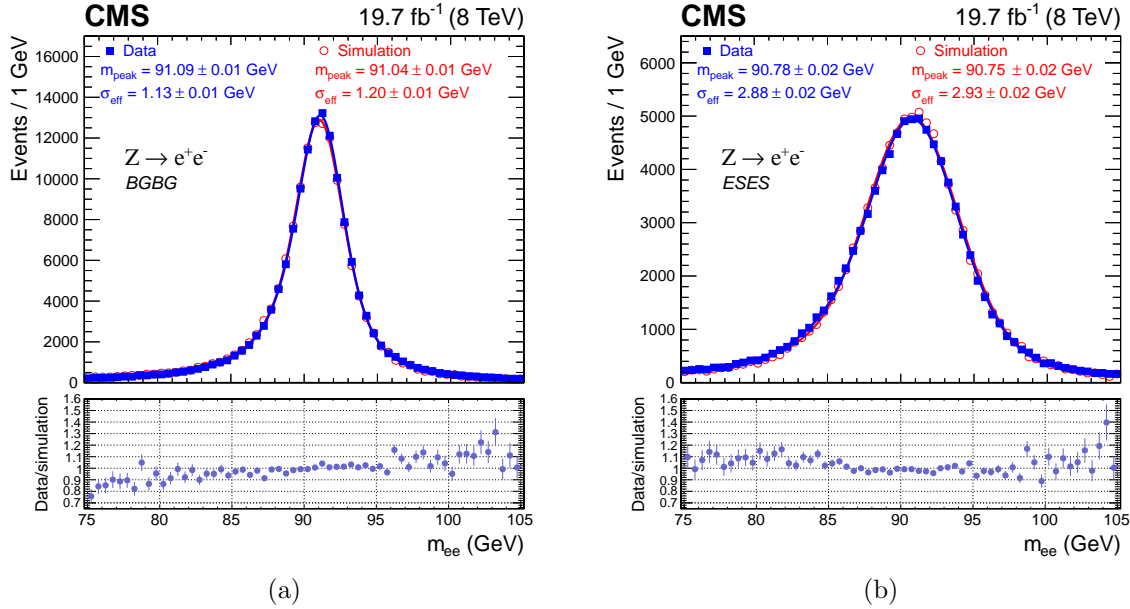 CMS
19.7 fb⁻¹ (8 TeV)
Events / 1 GeV
16000
14000
12000
10000
8000
6000
4000
2000
0
Data
m_peak = 91.09 ± 0.01 GeV
σ_eff = 1.13 ± 0.01 GeV
Simulation
m_peak = 91.04 ± 0.01 GeV
σ_eff = 1.20 ± 0.01 GeV
Z → e⁺e⁻
BGBG
Data/simulation
1.6
1.5
1.4
1.3
1.2
1.1
1
0.9
0.8
0.7
75 80 85 90 95 100 105
m_ee (GeV)
(a)
CMS
19.7 fb⁻¹ (8 TeV)
Events / 1 GeV
6000
5000
4000
3000
2000
1000
0
Data
m_peak = 90.78 ± 0.02 GeV
σ_eff = 2.88 ± 0.02 GeV
Simulation
m_peak = 90.75 ± 0.02 GeV
σ_eff = 2.93 ± 0.02 GeV
Z → e⁺e⁻
ESES
Data/simulation
1.6
1.5
1.4
1.3
1.2
1.1
1
0.9
0.8
0.7
75 80 85 90 95 100 105
m_ee (GeV)
(b)